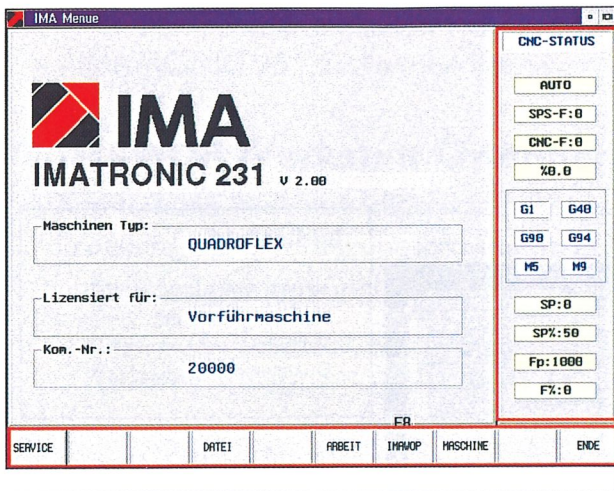 IMA Menue
CNC-STATUS
AUTO
SPS-F:0
CNC-F:0
%0.0
G1 G40
G90 G94
M5 M9
SP:0
SP%:50
Fp:1000
F%:0
IMA
IMATRONIC 231 V 2.00
Maschinen Typ:
QUADROFLEX
Lizensiert für:
Vorführmaschine
Kom.-Nr.:
20000
F8
SERVICE DATEI ARBEIT IMAWOP MASCHINE ENDE